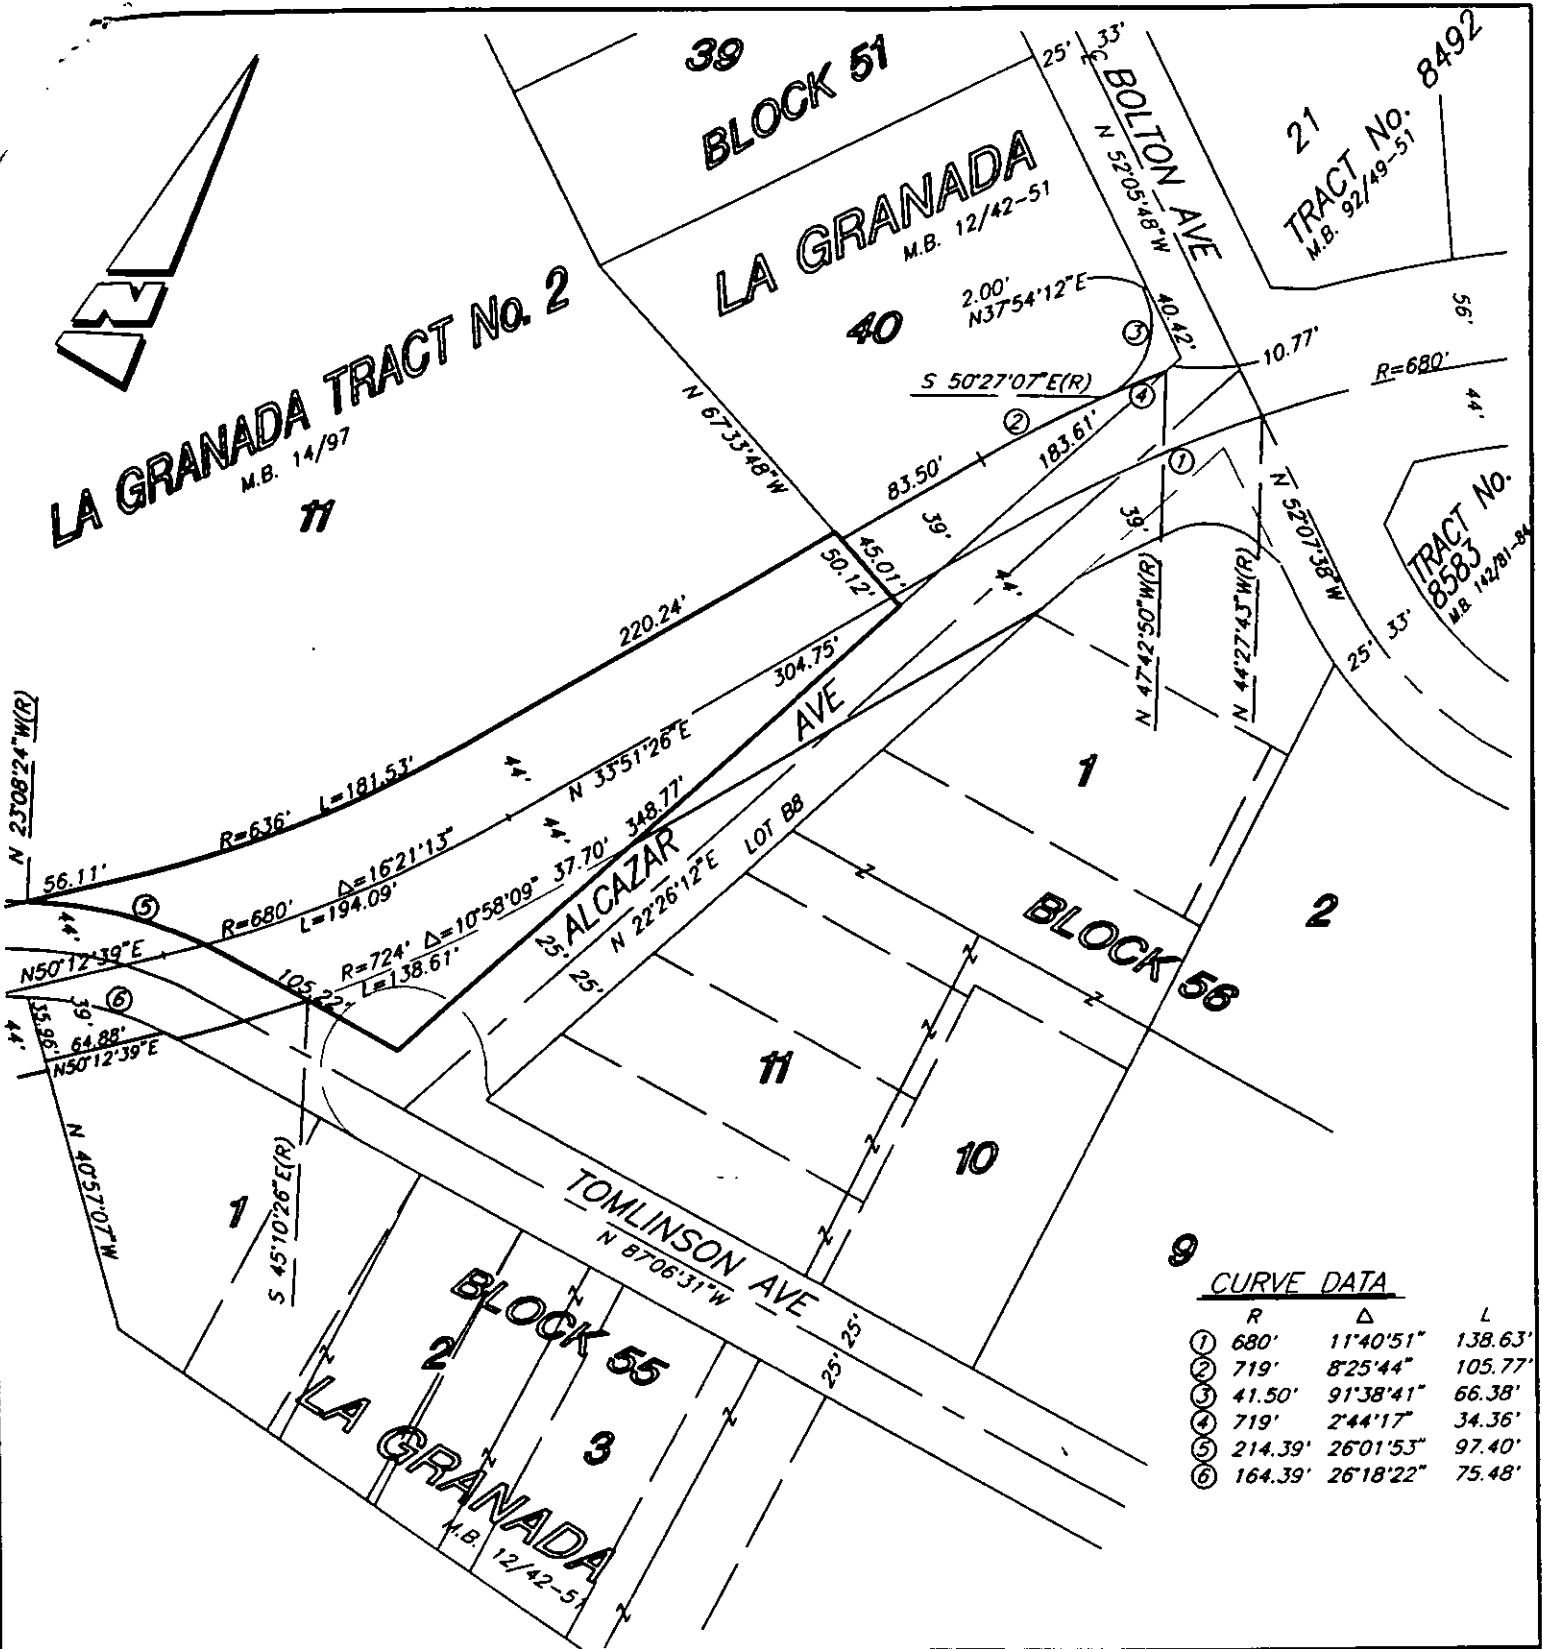 39
BLOCK 51
25'
33'
33'
BOLTON AVE
N 52°05'48"W
21
TRACT No. 8492
M.B. 92/49-51
LA GRANADA
M.B. 12/42-51
40
2.00'
N37°54'12"E
40.42'
10.77'
56'
R=680'
44'
N
LA GRANADA TRACT No. 2
M.B. 14/97
11
N 67°33'48"W
S 50°27'07"E(R)
83.50'
183.61'
39'
39'
45.01'
50.12'
44'
N 47°42'50"W(R)
N 44°27'43"W(R)
N 52°07'38"W
25'
33'
TRACT No.
8583
M.B. 142/81-84
220.24'
304.75'
N 23°08'24"W(R)
56.11'
R=636'
L=181.53'
44'
N 33°51'26"E
44'
44'
R=680'
Δ=16°21'13"
L=194.09'
R=724'
Δ=10°58'09"
L=138.61'
37.70'
348.77'
ALCAZAR AVE
N 22°26'12"E
LOT B8
25'
25'
N50°12'39"E
105.22'
39'
35.96'
44'
64.88'
N50°12'39"E
N 40°57'07"W
S 45°10'26"E(R)
1
BLOCK 56
2
11
10
9
1
2
BLOCK 55
3
LA GRANADA
M.B. 12/42-51
TOMLINSON AVE
N 87°06'31"W
25'
25'
CURVE DATA
R Δ L
① 680' 11°40'51" 138.63'
② 719' 8°25'44" 105.77'
③ 41.50' 91°38'41" 66.38'
④ 719' 2°44'17" 34.36'
⑤ 214.39' 26°01'53" 97.40'
⑥ 164.39' 26°18'22" 75.48'
①
②
③
④
⑤
⑥